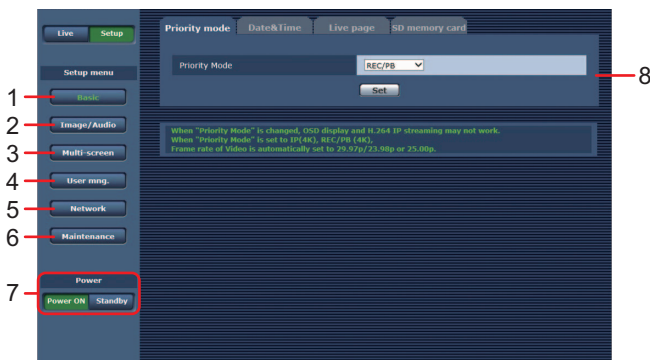 Live Setup
Setup menu
1 Basic
2 Image/Audio
3 Multi-screen
4 User mng.
5 Network
6 Maintenance
Power
7 Power ON Standby
Priority mode Date&Time Live page SD memory card
Priority Mode REC/PB
8
Set
When "Priority Mode" is changed, OSD display and H.264 IP streaming may not work.
When "Priority Mode" is set to IP(4K), REC/PB (4K),
Frame rate of Video is automatically set to 29.97p/23.98p or 25.00p.